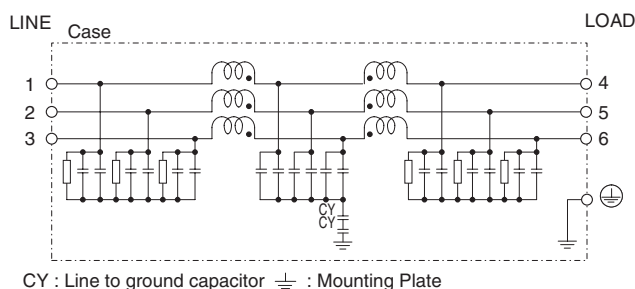 LINE
LOAD
Case
1
4
2
5
3
6
CY
CY
CY : Line to ground capacitor ⏚ : Mounting Plate